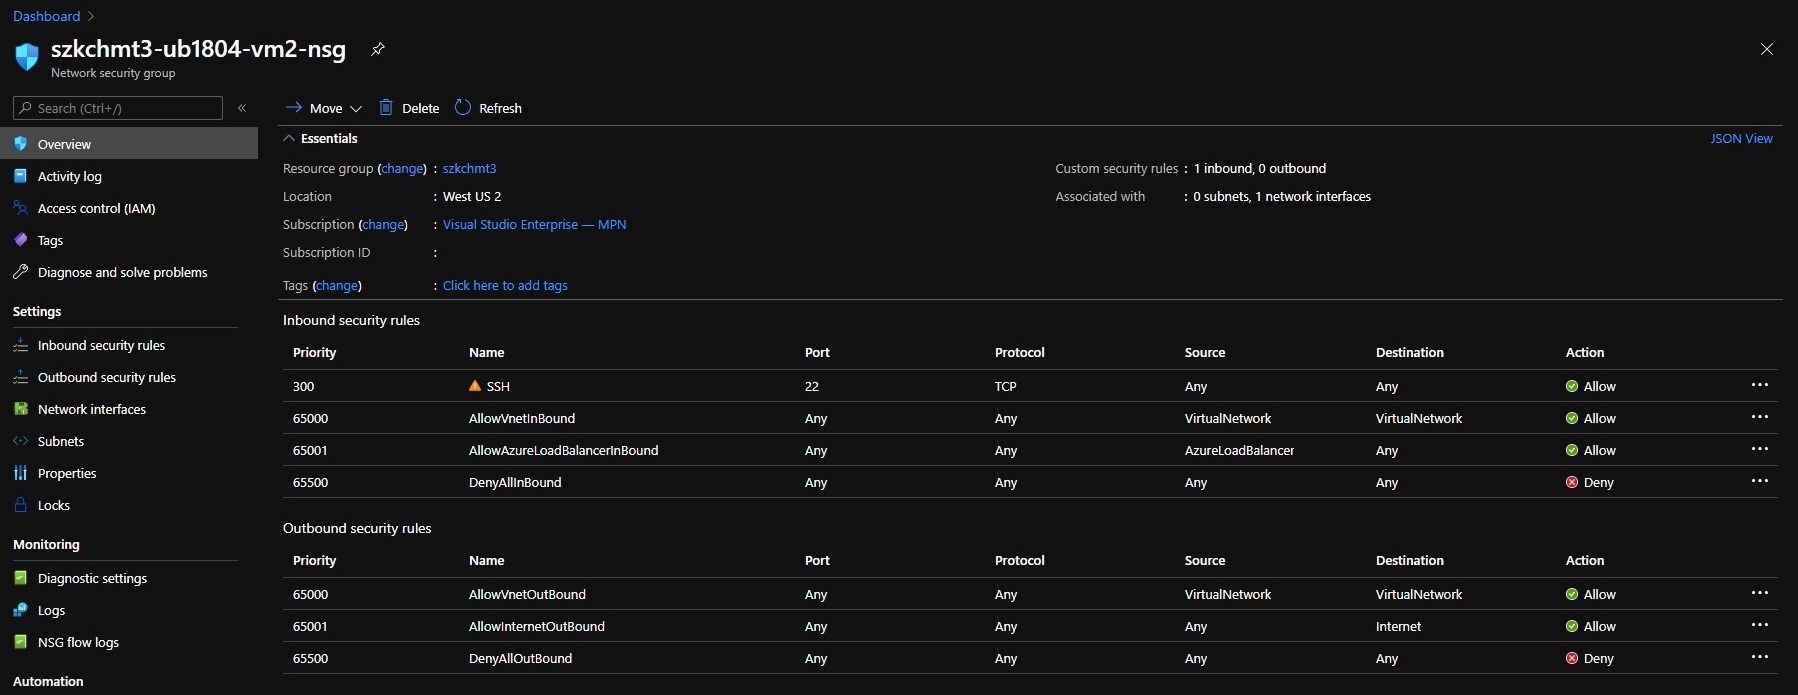 Dashboard >
szkchmt3-ub1804-vm2-nsg
Network security group
Search (Ctrl+/) «
Overview
Activity log
Access control (IAM)
Tags
Diagnose and solve problems
Settings
Inbound security rules
Outbound security rules
Network interfaces
Subnets
Properties
Locks
Monitoring
Diagnostic settings
Logs
NSG flow logs
Automation
Move Delete Refresh
Essentials JSON View
Resource group (change) : szkchmt3
Location : West US 2
Subscription (change) : Visual Studio Enterprise — MPN
Subscription ID :
Tags (change) : Click here to add tags
Custom security rules : 1 inbound, 0 outbound
Associated with : 0 subnets, 1 network interfaces
Inbound security rules
Priority Name Port Protocol Source Destination Action
300 SSH 22 TCP Any Any Allow ...
65000 AllowVnetInBound Any Any VirtualNetwork VirtualNetwork Allow ...
65001 AllowAzureLoadBalancerInBound Any Any AzureLoadBalancer Any Allow ...
65500 DenyAllInBound Any Any Any Any Deny ...
Outbound security rules
Priority Name Port Protocol Source Destination Action
65000 AllowVnetOutBound Any Any VirtualNetwork VirtualNetwork Allow ...
65001 AllowInternetOutBound Any Any Any Internet Allow ...
65500 DenyAllOutBound Any Any Any Any Deny ...